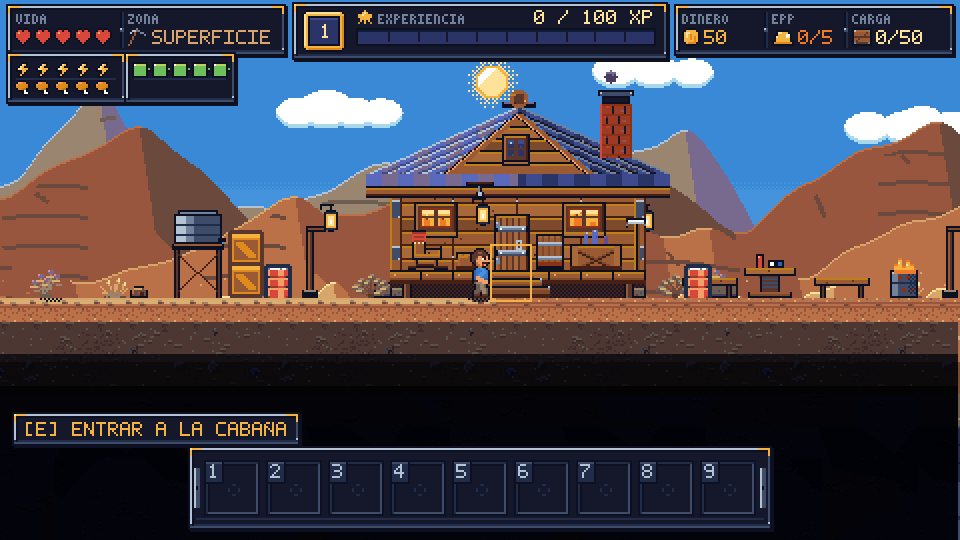 VIDA
ZONA
SUPERFICIE
1
EXPERIENCIA
0 / 100 XP
DINERO
50
EPP
0/5
CARGA
0/50
[E] ENTRAR A LA CABAÑA
1 2 3 4 5 6 7 8 9